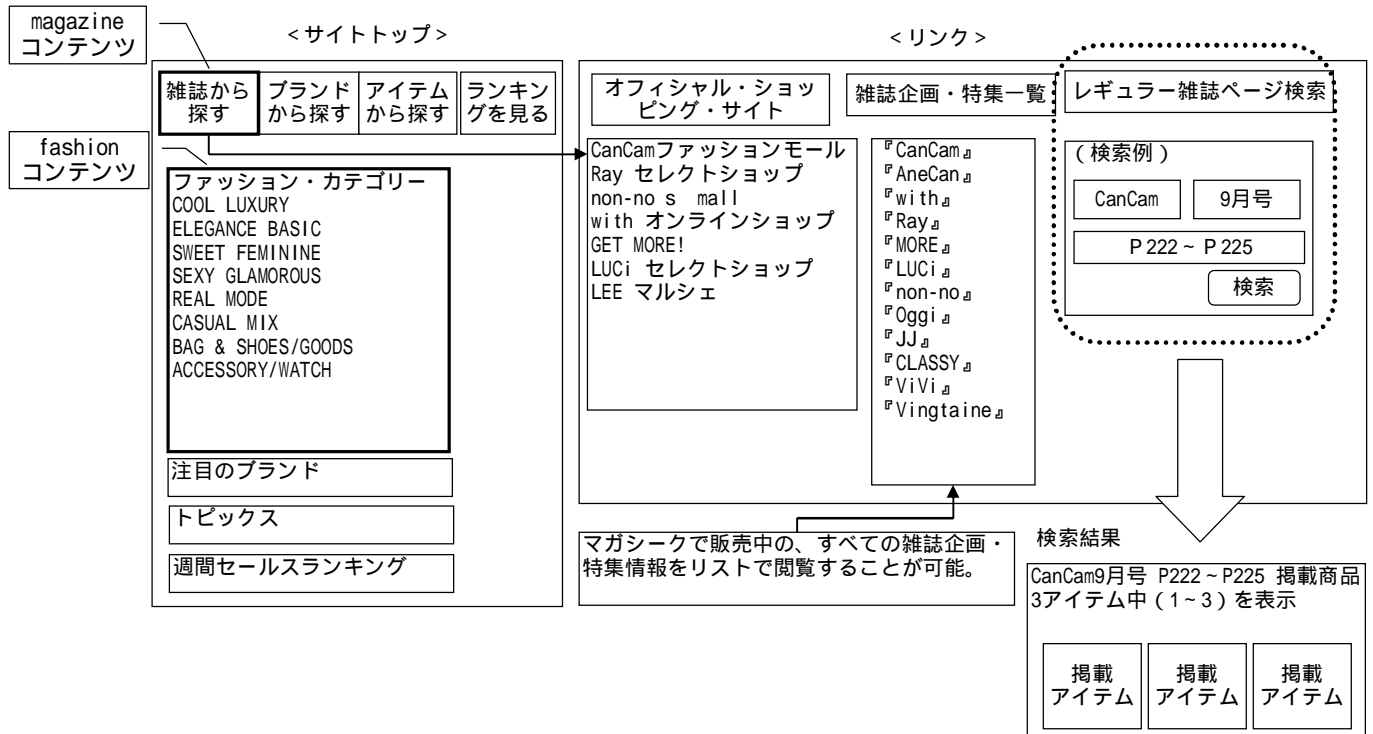 magazine
コンテンツ
<サイトトップ>
<リンク>
雑誌から
探す
ブランド
から探す
アイテム
から探す
ランキン
グを見る
fashion
コンテンツ
ファッション・カテゴリー
COOL LUXURY
ELEGANCE BASIC
SWEET FEMININE
SEXY GLAMOROUS
REAL MODE
CASUAL MIX
BAG & SHOES/GOODS
ACCESSORY/WATCH
注目のブランド
トピックス
週間セールスランキング
オフィシャル・ショッ
ピング・サイト
CanCamファッションモール
Ray セレクトショップ
non-no s mall
with オンラインショップ
GET MORE!
LUCi セレクトショップ
LEE マルシェ
雑誌企画・特集一覧
『CanCam』
『AneCan』
『with』
『Ray』
『MORE』
『LUCi』
『non-no』
『Oggi』
『JJ』
『CLASSY』
『ViVi』
『Vingtaine』
レギュラー雑誌ページ検索
(検索例)
CanCam
9月号
P222~P225
検索
マガシークで販売中の、すべての雑誌企画・
特集情報をリストで閲覧することが可能。
検索結果
CanCam9月号 P222~P225 掲載商品
3アイテム中(1~3)を表示
掲載
アイテム
掲載
アイテム
掲載
アイテム